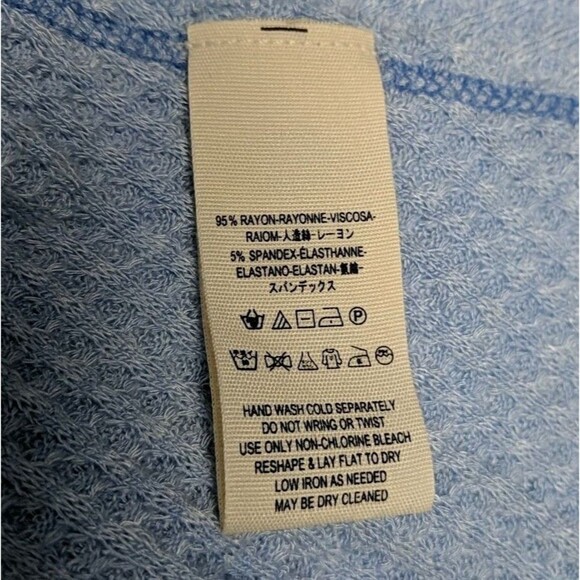 95% RAYON-RAYONNE-VISCOSA-
RAIOM-人造絲-レーヨン
5% SPANDEX-ÉLASTHANNE-
ELASTANO-ELASTAN-
スパンデックス
P
HAND WASH COLD SEPARATELY
DO NOT WRING OR TWIST
USE ONLY NON-CHLORINE BLEACH
RESHAPE & LAY FLAT TO DRY
LOW IRON AS NEEDED
MAY BE DRY CLEANED